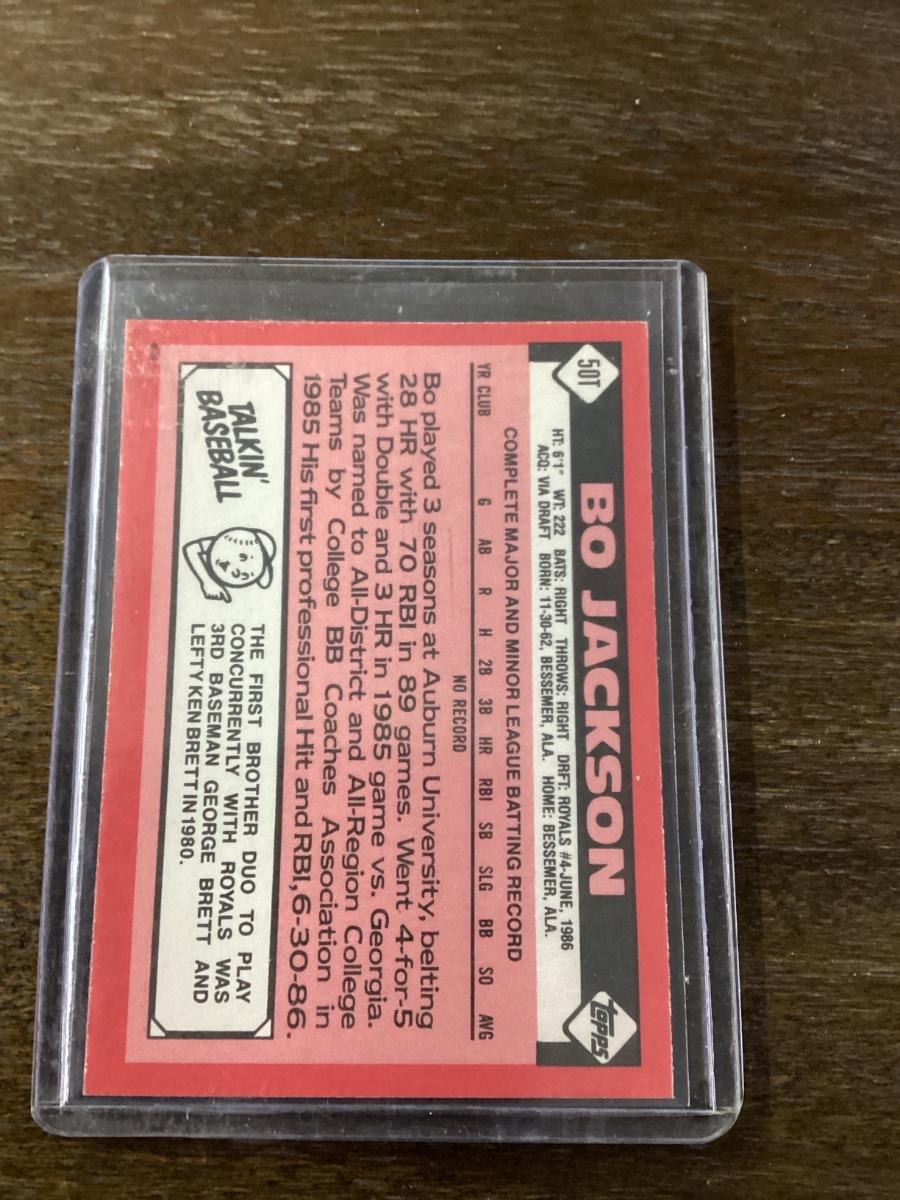 50T
BO JACKSON
Topps
HT: 6'1" WT: 222 BATS: RIGHT THROWS: RIGHT DRFT: ROYALS #4-JUNE, 1986
ACQ: VIA DRAFT BORN: 11-30-62, BESSEMER, ALA. HOME: BESSEMER, ALA.
COMPLETE MAJOR AND MINOR LEAGUE BATTING RECORD
YR CLUB G AB R H 2B 3B HR RBI SB SLG BB SO AVG
NO RECORD
Bo played 3 seasons at Auburn University, belting
28 HR with 70 RBI in 89 games. Went 4-for-5
with Double and 3 HR in 1985 game vs. Georgia.
Was named to All-District and All-Region College
Teams by College BB Coaches Association in
1985 His first professional Hit and RBI, 6-30-86.
TALKIN'
BASEBALL
THE FIRST BROTHER DUO TO PLAY
CONCURRENTLY WITH ROYALS WAS
3RD BASEMAN GEORGE BRETT AND
LEFTY KEN BRETT IN 1980.